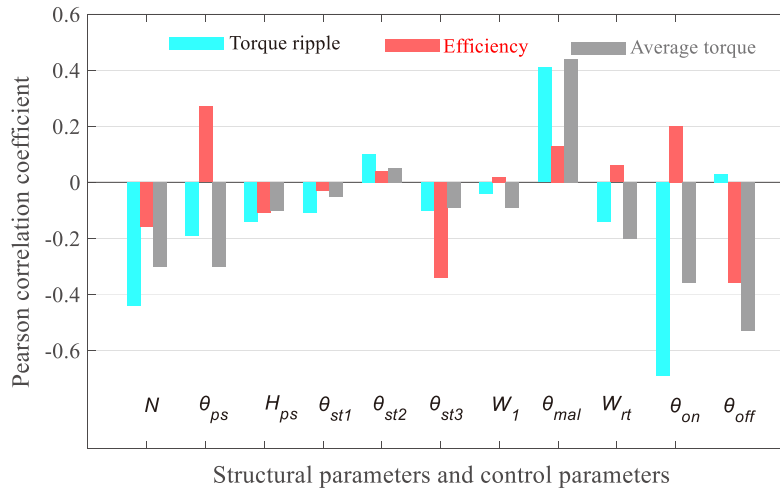 0.6
Torque ripple
Efficiency
Average torque
0.4
0.2
0
-0.2
-0.4
-0.6
Pearson correlation coefficient
N θps Hps θst1 θst2 θst3 W1 θmal Wrt θon θoff
Structural parameters and control parameters